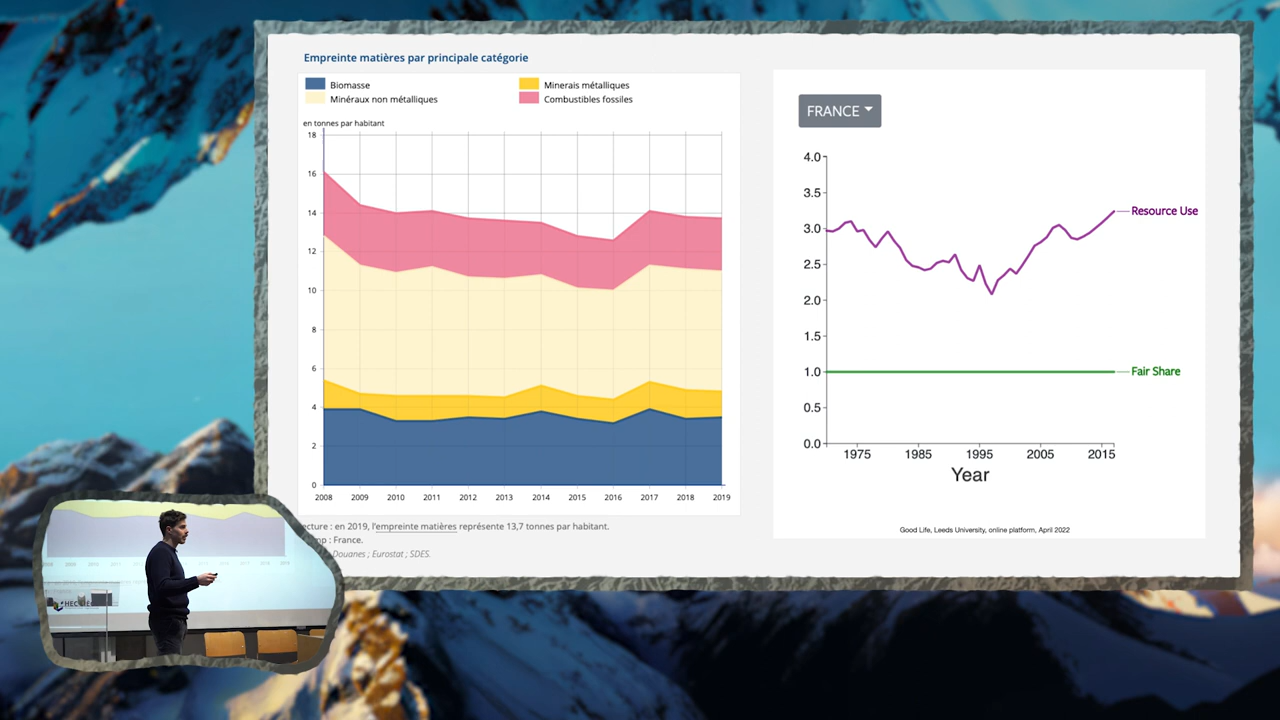 Empreinte matières par principale catégorie
Biomasse
Minerais métalliques
Minéraux non métalliques
Combustibles fossiles
en tonnes par habitant
18
16
14
12
10
8
6
4
2
0
2008 2009 2010 2011 2012 2013 2014 2015 2016 2017 2018 2019
ecture : en 2019, l'empreinte matières représente 13,7 tonnes par habitant.
mp : France.
Douanes ; Eurostat ; SDES.
FRANCE
4.0
3.5
3.0
2.5
2.0
1.5
1.0
0.5
0.0
Resource Use
Fair Share
1975 1985 1995 2005 2015
Year
Good Life, Leeds University, online platform, April 2022